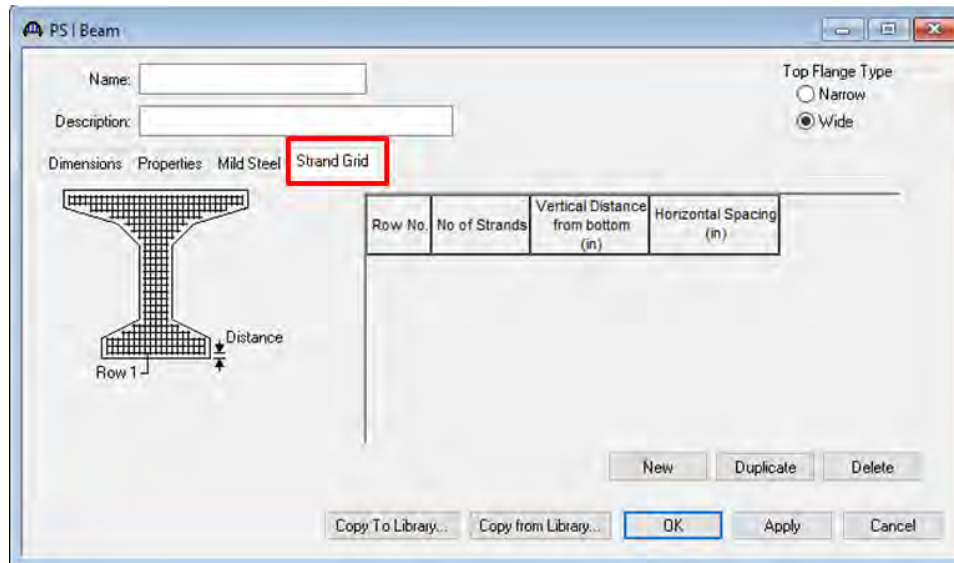 PS I Beam
Name:
Top Flange Type
Narrow
Description:
Wide
Dimensions Properties Mild Steel Strand Grid
Row No. No of Strands Vertical Distance from bottom (in) Horizontal Spacing (in)
Distance
Row 1
New Duplicate Delete
Copy To Library... Copy from Library... OK Apply Cancel